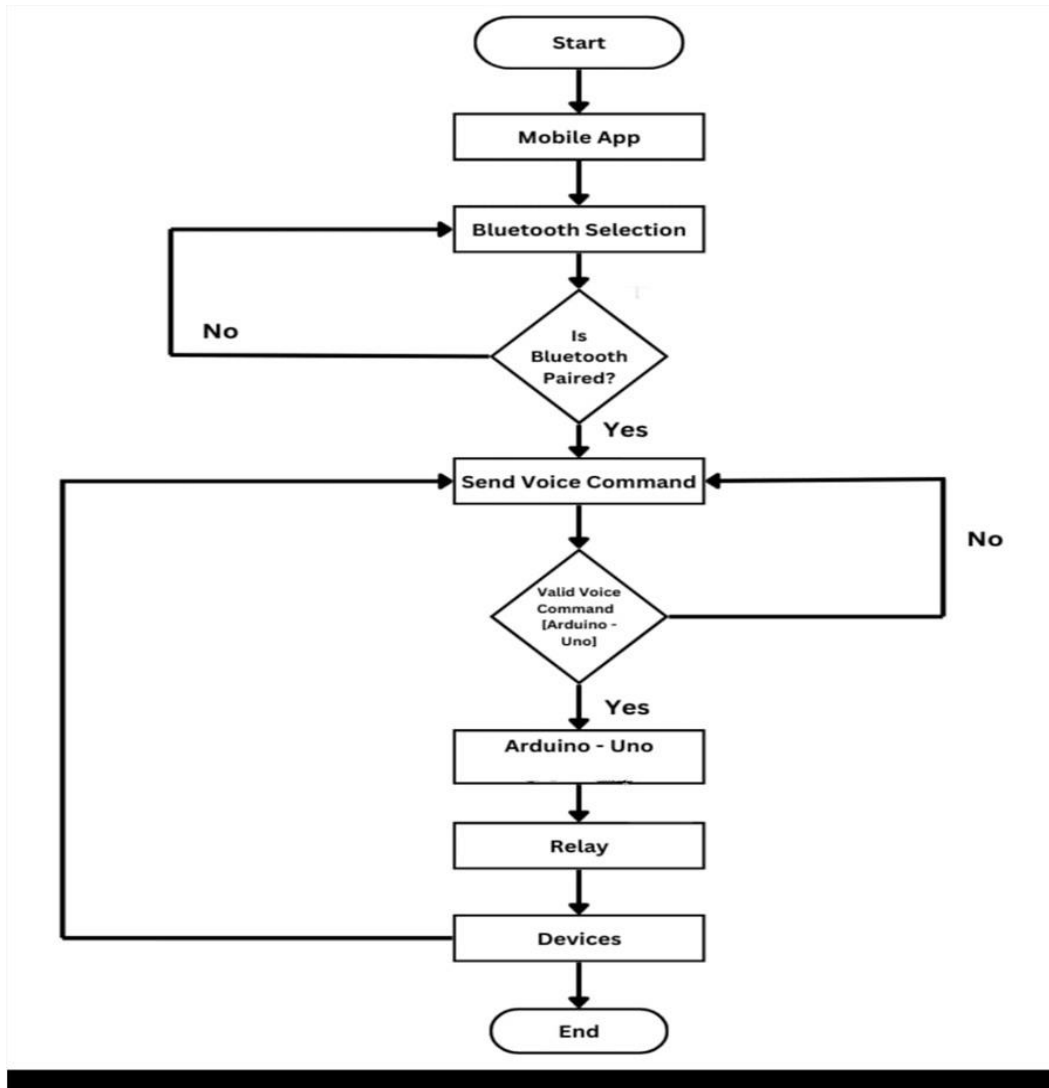 Start
Mobile App
Bluetooth Selection
No
Is
Bluetooth
Paired?
Yes
Send Voice Command
No
Valid Voice
Command
[Arduino -
Uno]
Yes
Arduino - Uno
Relay
Devices
End